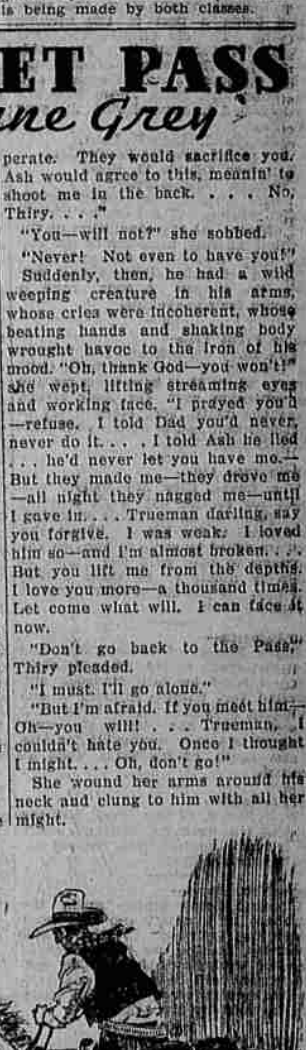 is being made by both classes.
ET PASS
ne Grey
perate. They would sacrifice you.
Ash would agree to this, meanin' to
shoot me in the back. . . . No,
Thiry. . . ."
"You—will not?" she sobbed.
"Never! Not even to have you!"
Suddenly, then, he had a wild
weeping creature in his arms,
whose cries were incoherent, whose
beating hands and shaking body
wrought havoc to the iron of his
mood. "Oh, thank God—you won't!"
she wept, lifting streaming eyes
and working face. "I prayed you'd
—refuse. I told Dad you'd never,
never do it. . . . I told Ash he lied
. . . he'd never let you have me.—
But they made me—they drove me
—all night they nagged me—until
I gave in. . . . Trueman darling, say
you forgive. I was weak. I loved
him so—and I'm almost broken. . . .
But you lift me from the depths.
I love you more—a thousand times.
Let come what will. I can face it
now.
"Don't go back to the Pass,"
Thiry pleaded.
"I must. I'll go alone."
"But I'm afraid. If you meet him—
Oh—you will! . . . Trueman, I
couldn't hate you. Once I thought
I might. . . . Oh, don't go!"
She wound her arms around his
neck and clung to him with all her
might.